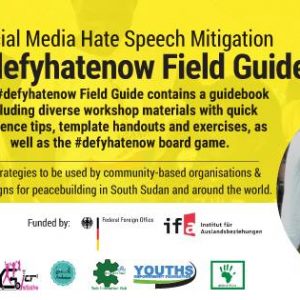 ial Media Hate Speech Mitigation
defyhatenow Field Guide
#defyhatenow Field Guide contains a guidebook
luding diverse workshop materials with quick
ence tips, template handouts and exercises, as
well as the #defyhatenow board game.
trategies to be used by community-based organisations &
igns for peacebuilding in South Sudan and around the world.
Funded by:
Federal Foreign Office
ifa
Institut für
Auslandsbeziehungen
YOUTHS